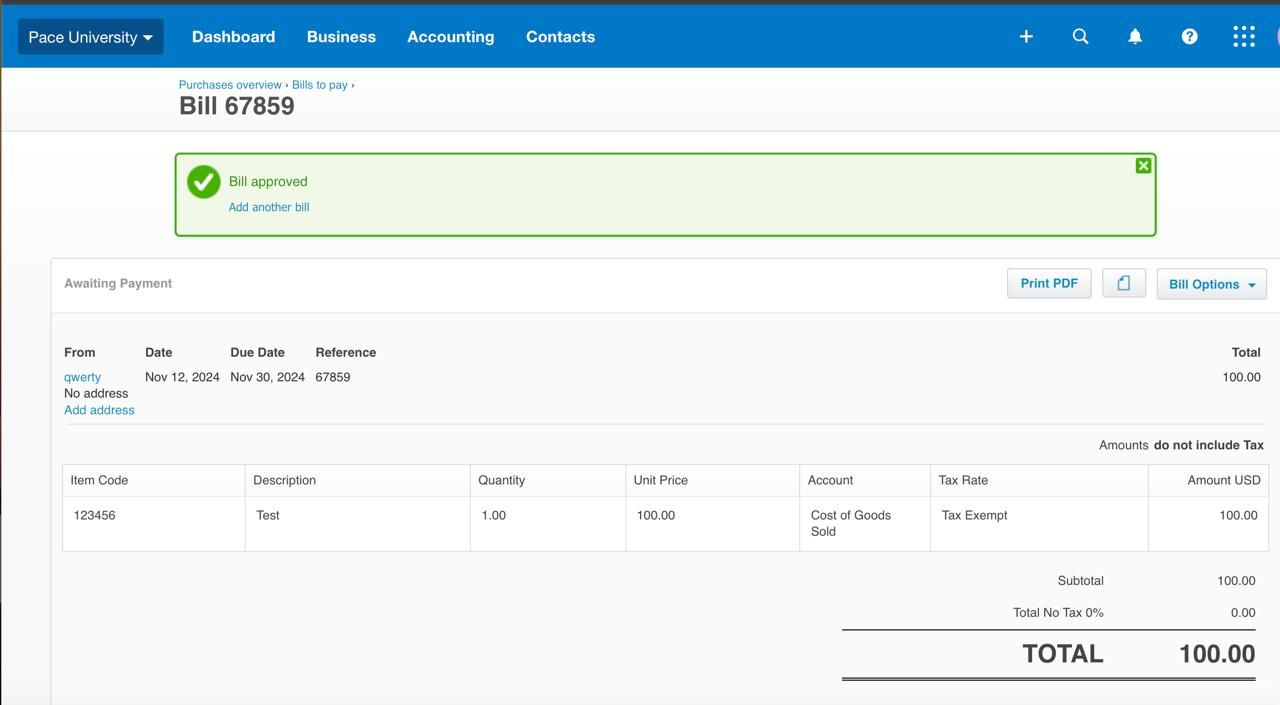 Pace University Dashboard Business Accounting Contacts
Purchases overview › Bills to pay ›
Bill 67859
Bill approved
Add another bill
Awaiting Payment Print PDF Bill Options
From Date Due Date Reference Total
qwerty Nov 12, 2024 Nov 30, 2024 67859 100.00
No address
Add address
Amounts do not include Tax
Item Code Description Quantity Unit Price Account Tax Rate Amount USD
123456 Test 1.00 100.00 Cost of Goods Tax Exempt 100.00
Sold
Subtotal 100.00
Total No Tax 0% 0.00
TOTAL 100.00